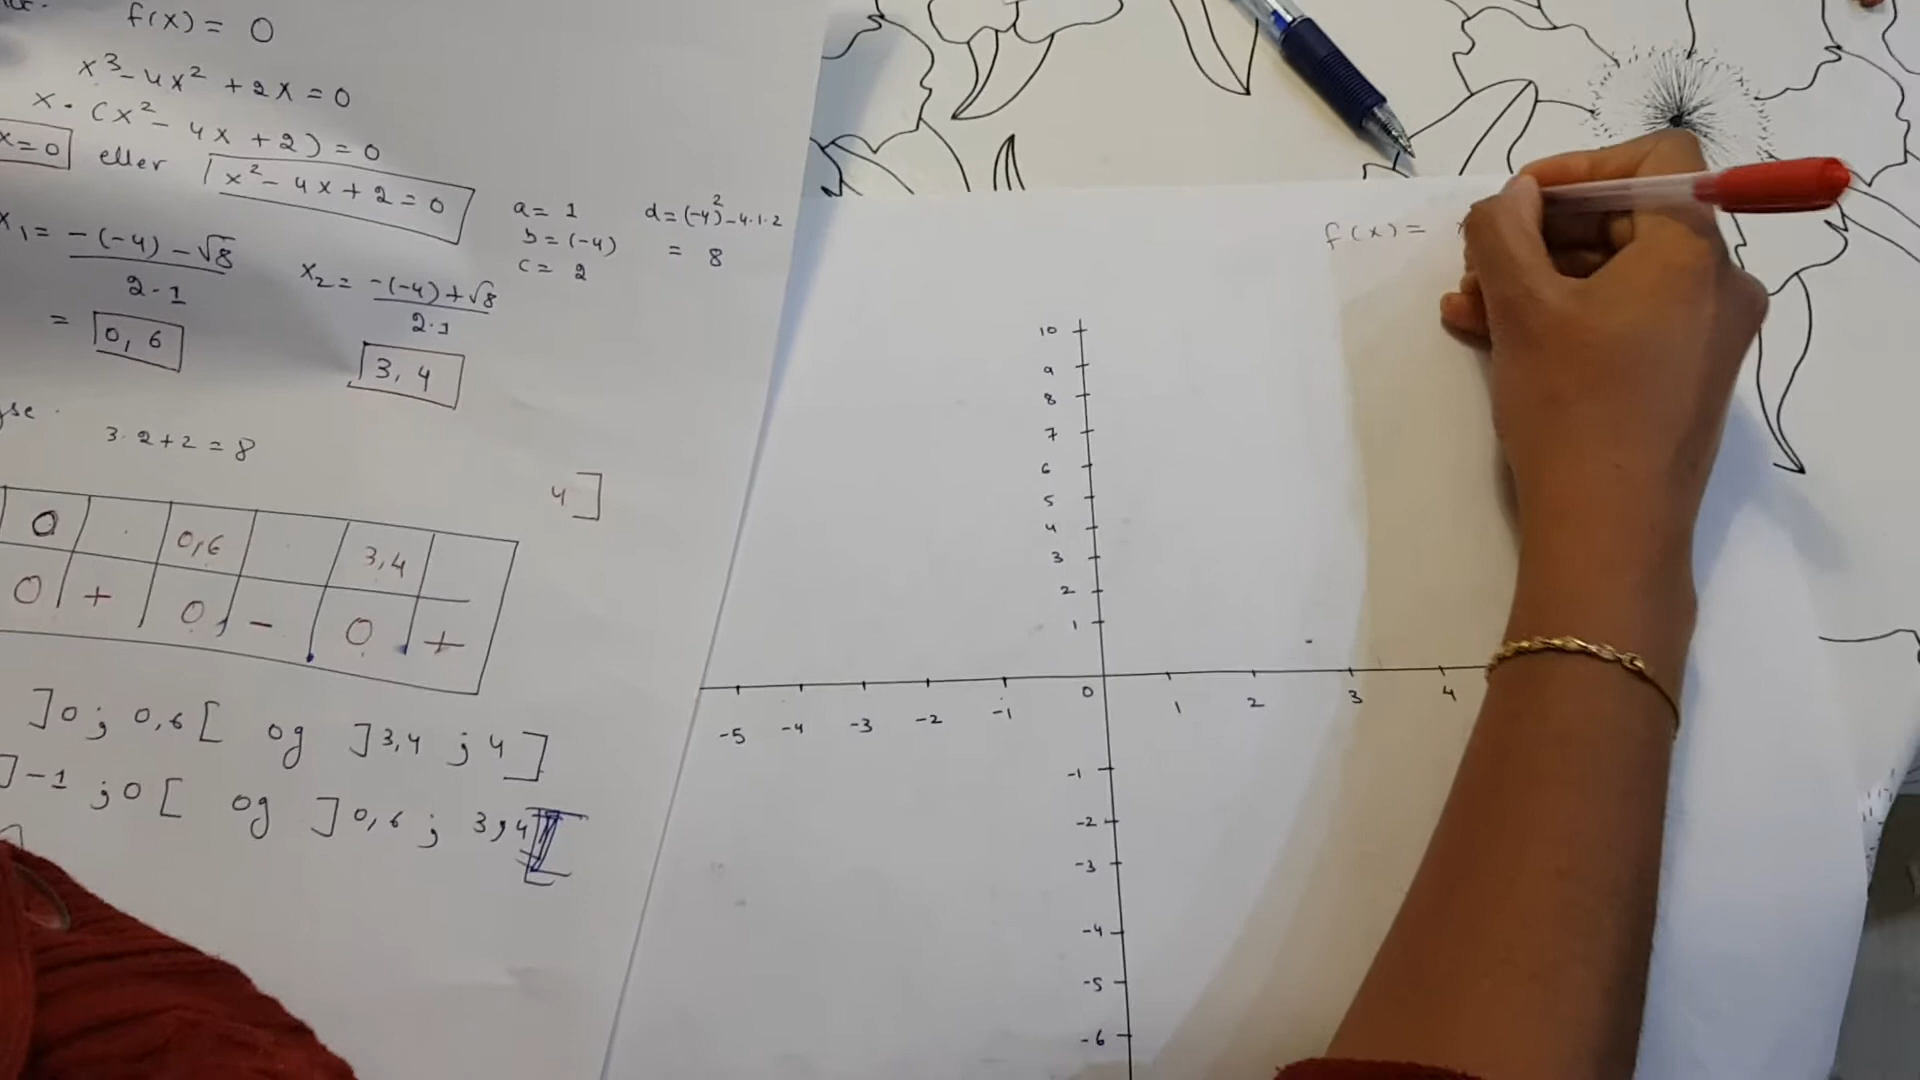 f(x) = 0
x³ - 4x² + 2x = 0
x · (x² - 4x + 2) = 0
x = 0 eller x² - 4x + 2 = 0
a = 1
b = (-4)
c = 2
d = (-4)² - 4·1·2
= 8
x₁ = -(-4) - √8
2·1
= 0,6
x₂ = -(-4) + √8
2·1
3,4
3·2+2 = 8
4]
0 0,6 3,4
0 + 0 - 0 +
]0 ; 0,6[ og ]3,4 ; 4]
]-1 ; 0[ og ]0,6 ; 3,4[
f(x) =
10
9
8
7
6
5
4
3
2
1
-5 -4 -3 -2 -1 0 1 2 3 4
-1
-2
-3
-4
-5
-6